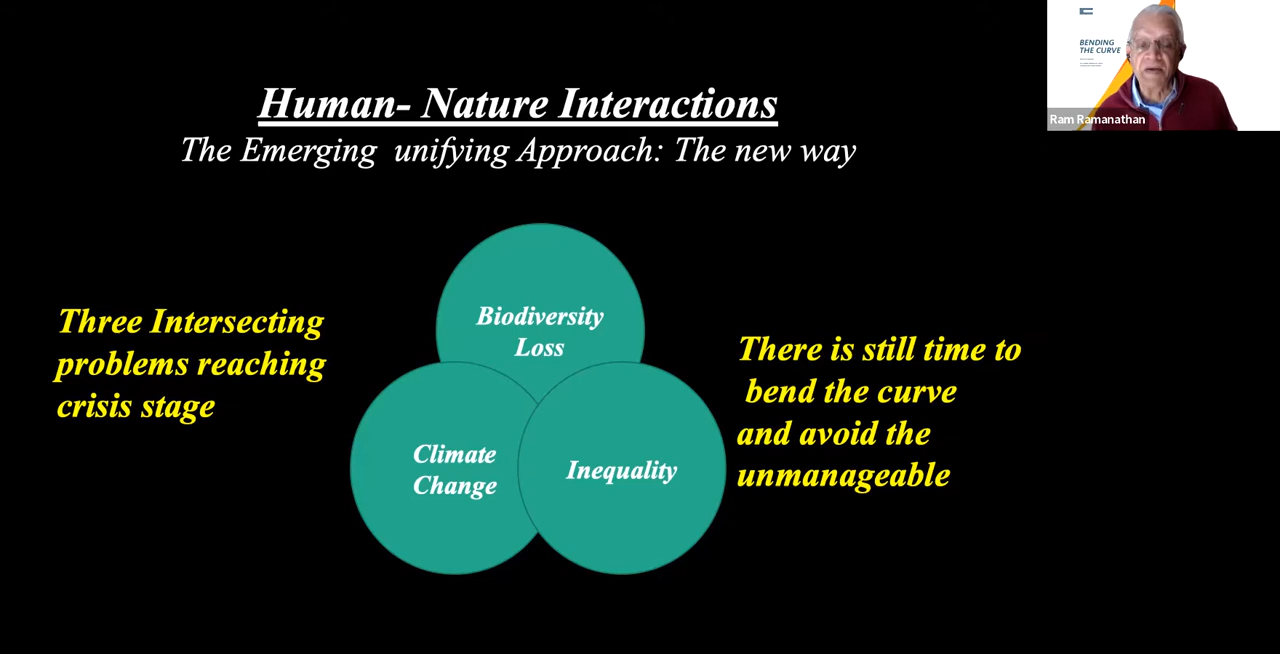 Human- Nature Interactions
The Emerging unifying Approach: The new way
Three Intersecting
problems reaching
crisis stage
Biodiversity
Loss
Climate
Change
Inequality
There is still time to
bend the curve
and avoid the
unmanageable
BENDING
THE CURVE
Ram Ramanathan